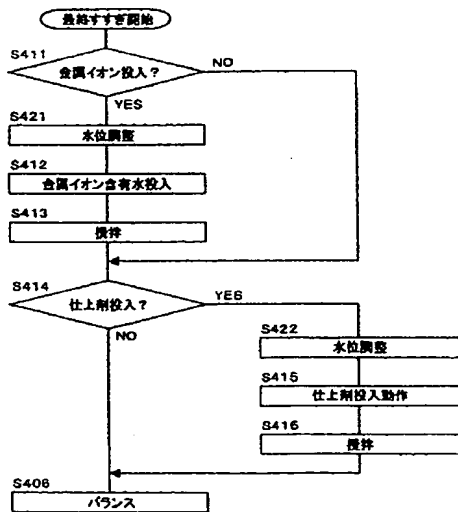 最終すすぎ開始
S411
金属イオン投入？
NO
YES
S421
水位調整
S412
金属イオン含有水投入
S413
撹拌
S414
仕上剤投入？
YES
NO
S422
水位調整
S415
仕上剤投入動作
S416
撹拌
S406
バランス